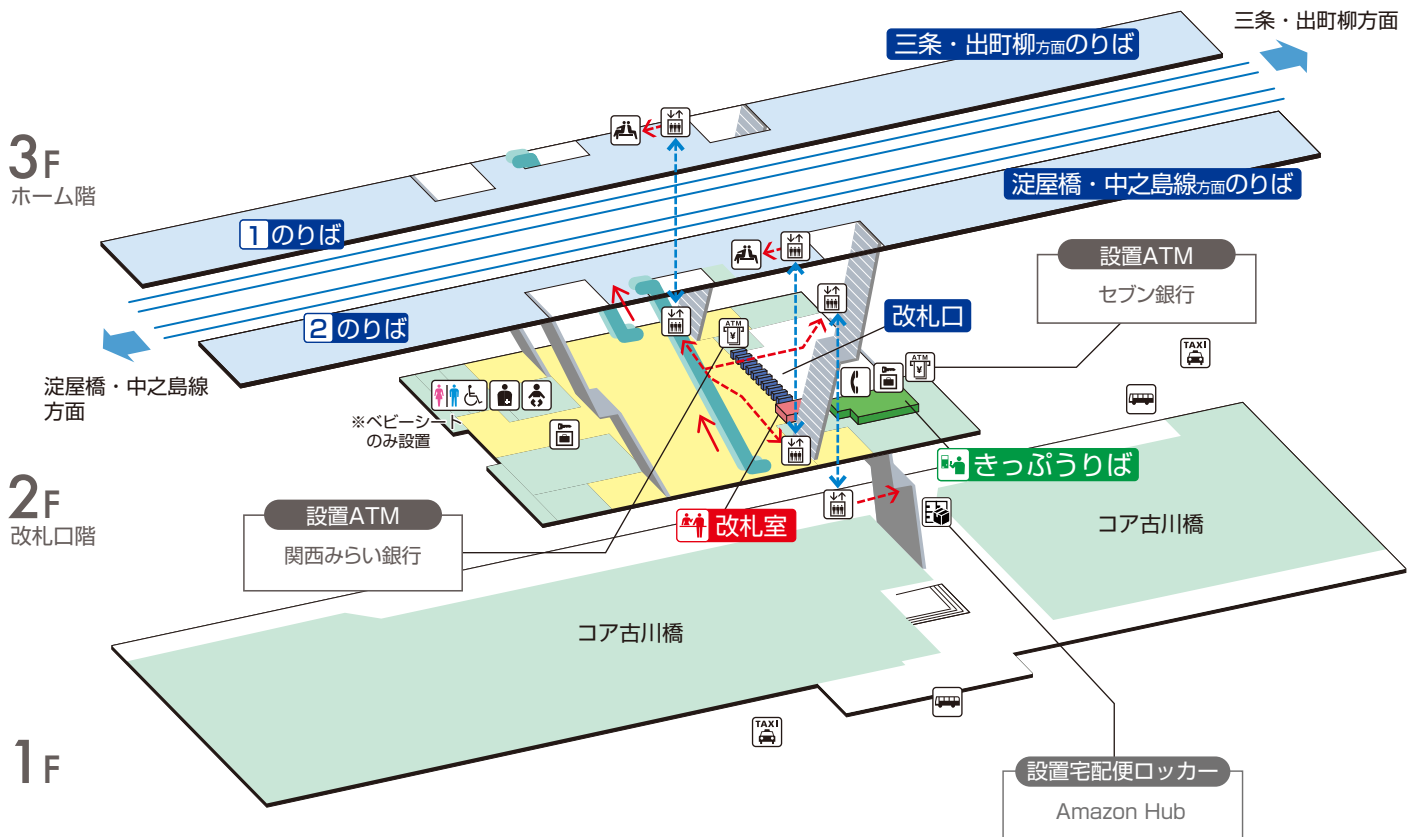 三条・出町柳方面
三条・出町柳方面のりば
3F
ホーム階
淀屋橋・中之島線方面のりば
1のりば
設置ATM
セブン銀行
2のりば
改札口
ATM
ATM
TAXI
淀屋橋・中之島線
方面
※ベビーシート
のみ設置
きっぷうりば
2F
改札口階
設置ATM
関西みらい銀行
改札室
コア古川橋
コア古川橋
TAXI
1F
設置宅配便ロッカー
Amazon Hub